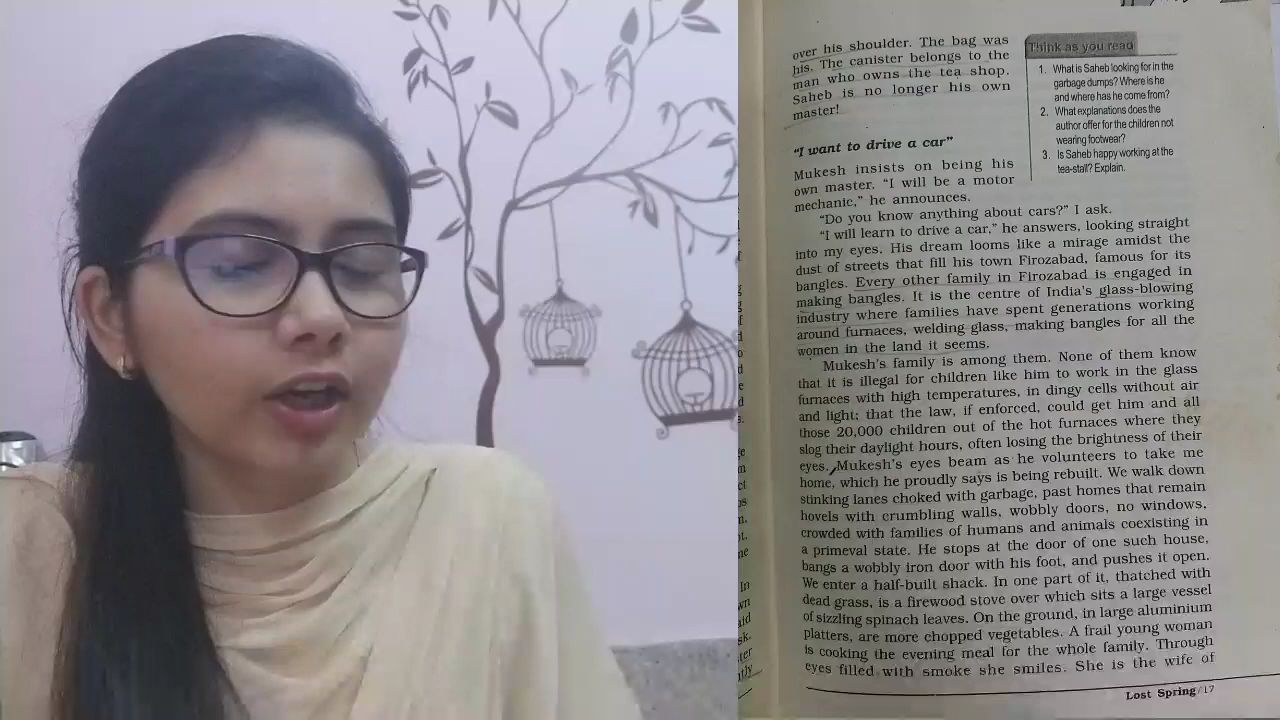 over his shoulder. The bag was
his. The canister belongs to the
man who owns the tea shop.
Saheb is no longer his own
master!
Think as you read
1. What is Saheb looking for in the
garbage dumps? Where is he
and where has he come from?
2. What explanations does the
author offer for the children not
wearing footwear?
3. Is Saheb happy working at the
tea-stall? Explain.
"I want to drive a car"
Mukesh insists on being his
own master. "I will be a motor
mechanic," he announces.
"Do you know anything about cars?" I ask.
"I will learn to drive a car," he answers, looking straight
into my eyes. His dream looms like a mirage amidst the
dust of streets that fill his town Firozabad, famous for its
bangles. Every other family in Firozabad is engaged in
making bangles. It is the centre of India's glass-blowing
industry where families have spent generations working
around furnaces, welding glass, making bangles for all the
women in the land it seems.
Mukesh's family is among them. None of them know
that it is illegal for children like him to work in the glass
furnaces with high temperatures, in dingy cells without air
and light; that the law, if enforced, could get him and all
those 20,000 children out of the hot furnaces where they
slog their daylight hours, often losing the brightness of their
eyes. Mukesh's eyes beam as he volunteers to take me
home, which he proudly says is being rebuilt. We walk down
stinking lanes choked with garbage, past homes that remain
hovels with crumbling walls, wobbly doors, no windows,
crowded with families of humans and animals coexisting in
a primeval state. He stops at the door of one such house,
bangs a wobbly iron door with his foot, and pushes it open.
We enter a half-built shack. In one part of it, thatched with
dead grass, is a firewood stove over which sits a large vessel
of sizzling spinach leaves. On the ground, in large aluminium
platters, are more chopped vegetables. A frail young woman
is cooking the evening meal for the whole family. Through
eyes filled with smoke she smiles. She is the wife of
Lost Spring/17